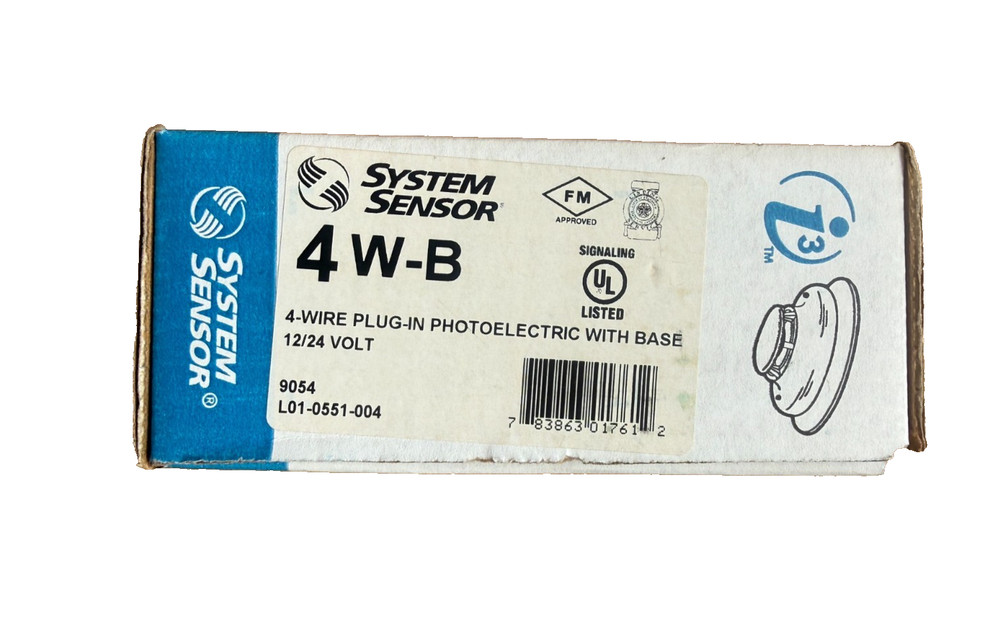 SYSTEM
SENSOR®
SYSTEM
SENSOR®
4 W-B
4-WIRE PLUG-IN PHOTOELECTRIC WITH BASE
12/24 VOLT
9054
L01-0551-004
FM
APPROVED
SIGNALING
UL
LISTED
7 83863 01761 2
i3
TM